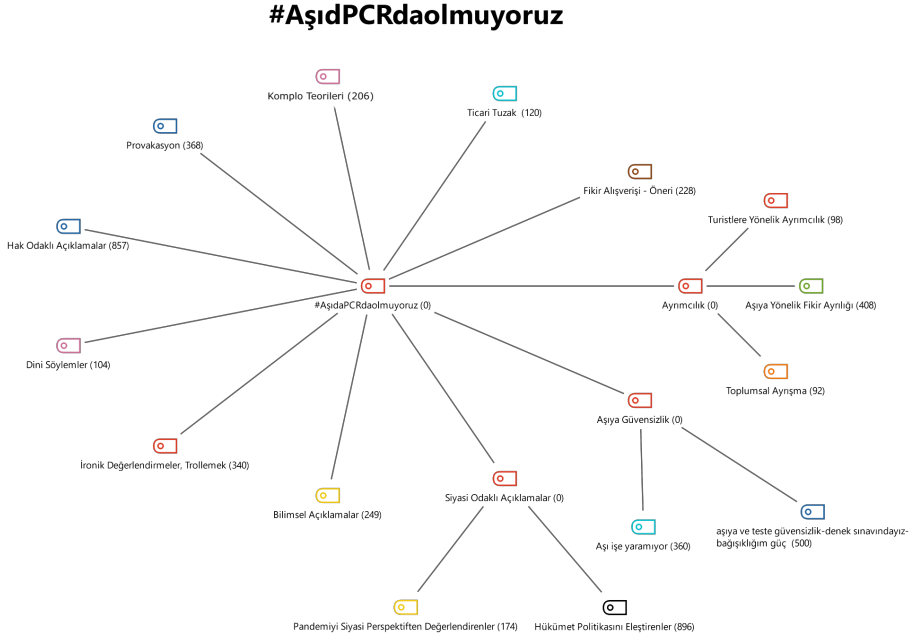 #AşıdPCRdaolmuyoruz
Komplo Teorileri (206)
Ticari Tuzak (120)
Provakasyon (368)
Fikir Alışverişi - Öneri (228)
Turistlere Yönelik Ayrımcılık (98)
Hak Odaklı Açıklamalar (857)
#AşıdaPCRdaolmuyoruz (0)
Ayrımcılık (0)
Aşıya Yönelik Fikir Ayrılığı (408)
Dini Söylemler (104)
Toplumsal Ayrışma (92)
Aşıya Güvensizlik (0)
İronik Değerlendirmeler, Trollemek (340)
Siyasi Odaklı Açıklamalar (0)
Bilimsel Açıklamalar (249)
aşıya ve teste güvensizlik-denek sınavındayız-
bağışıklığım güç (500)
Aşı işe yaramıyor (360)
Pandemiyi Siyasi Perspektiften Değerlendirenler (174)
Hükümet Politikasını Eleştirenler (896)